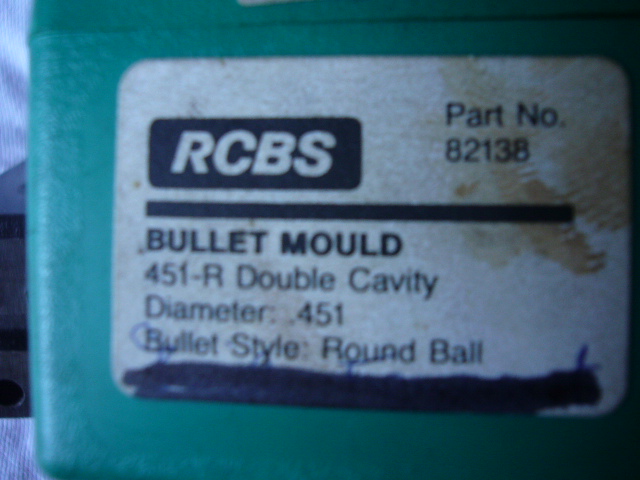 RCBS
Part No.
82138
BULLET MOULD
451-R Double Cavity
Diameter: .451
Bullet Style: Round Ball